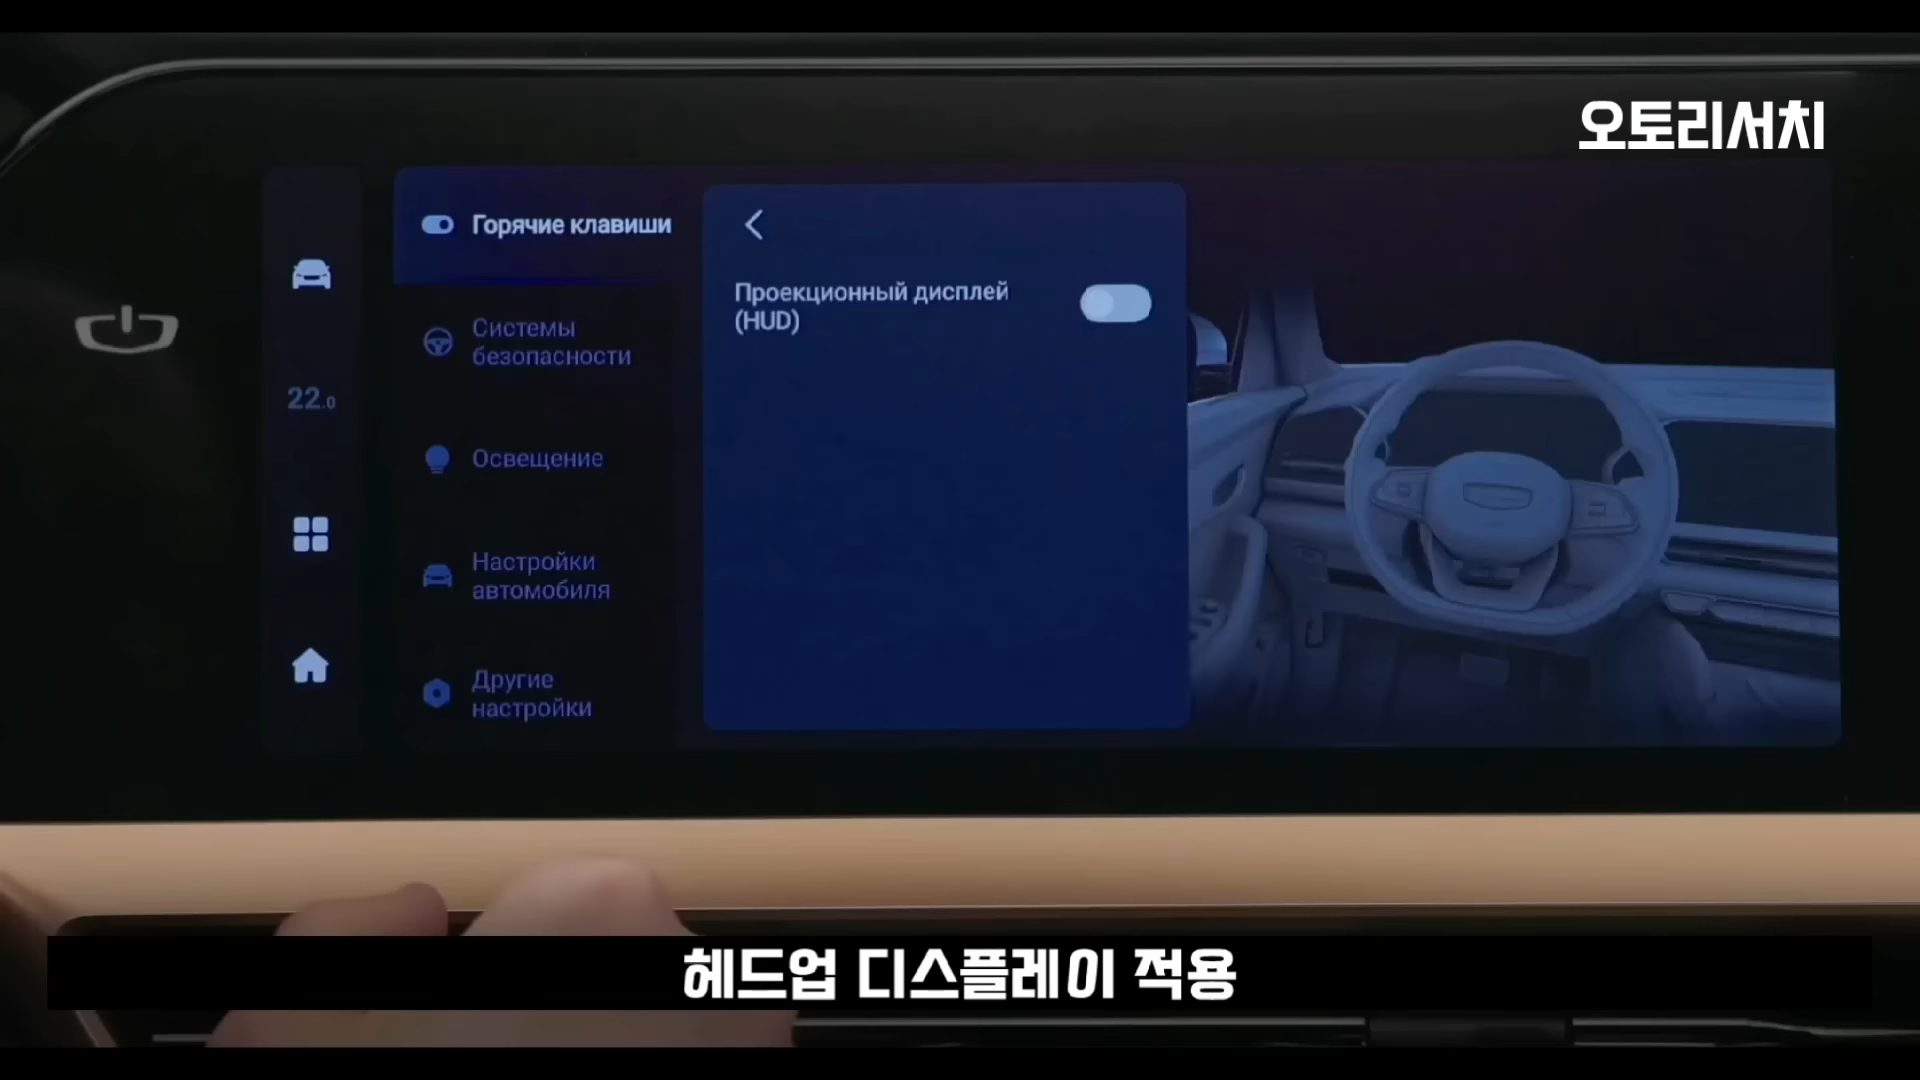 오토리서치
Горячие клавиши
Системы
безопасности
Освещение
Настройки
автомобиля
Другие
настройки
22.0
Проекционный дисплей
(HUD)
헤드업 디스플레이 적용